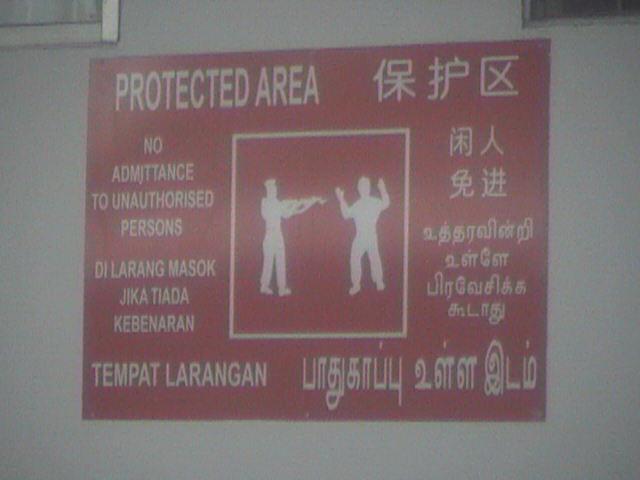 PROTECTED AREA
保护区
NO
ADMITTANCE
TO UNAUTHORISED
PERSONS
DI LARANG MASOK
JIKA TIADA
KEBENARAN
闲人
免进
உத்தரவின்றி
உள்ளே
பிரவேசிக்க
கூடாது
TEMPAT LARANGAN
பாதுகாப்பு உள்ள இடம்